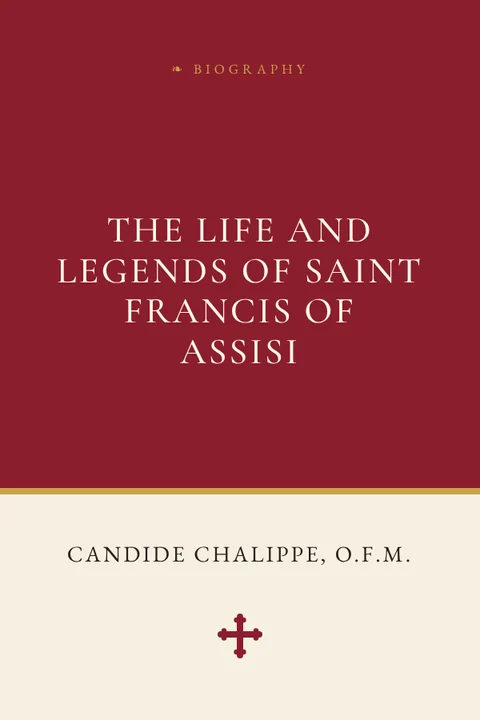 ❧ BIOGRAPHY
THE LIFE AND
LEGENDS OF SAINT
FRANCIS OF
ASSISI
CANDIDE CHALIPPE, O.F.M.